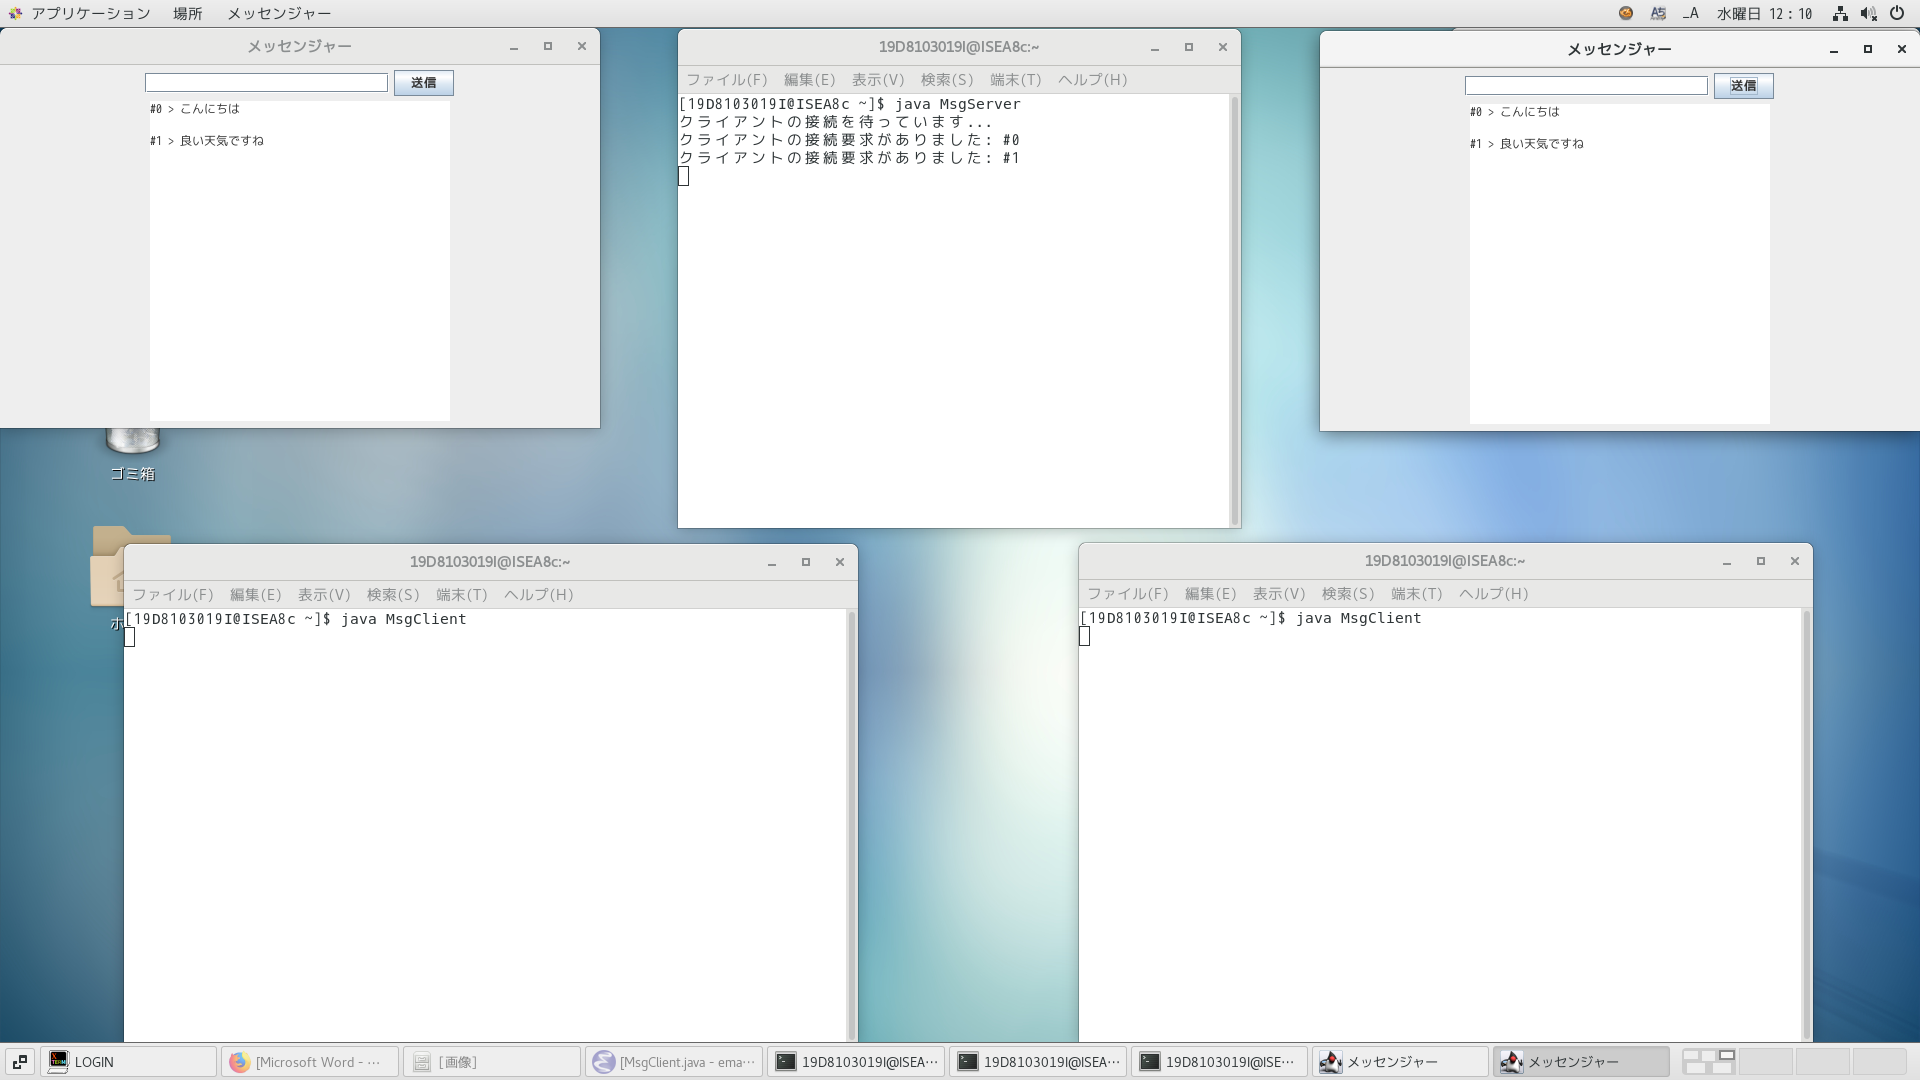 アプリケーション 場所 メッセンジャー
_A 水曜日 12:10
メッセンジャー
送信
#0 > こんにちは
#1 > 良い天気ですね
19D8103019I@ISEA8c:~
ファイル(F) 編集(E) 表示(V) 検索(S) 端末(T) ヘルプ(H)
[19D8103019I@ISEA8c ~]$ java MsgServer
クライアントの接続を待っています...
クライアントの接続要求がありました: #0
クライアントの接続要求がありました: #1
メッセンジャー
送信
#0 > こんにちは
#1 > 良い天気ですね
ゴミ箱
ホ
19D8103019I@ISEA8c:~
ファイル(F) 編集(E) 表示(V) 検索(S) 端末(T) ヘルプ(H)
[19D8103019I@ISEA8c ~]$ java MsgClient
19D8103019I@ISEA8c:~
ファイル(F) 編集(E) 表示(V) 検索(S) 端末(T) ヘルプ(H)
[19D8103019I@ISEA8c ~]$ java MsgClient
LOGIN [Microsoft Word - … [画像] [MsgClient.java - ema… 19D8103019I@ISEA… 19D8103019I@ISEA… 19D8103019I@ISE… メッセンジャー メッセンジャー